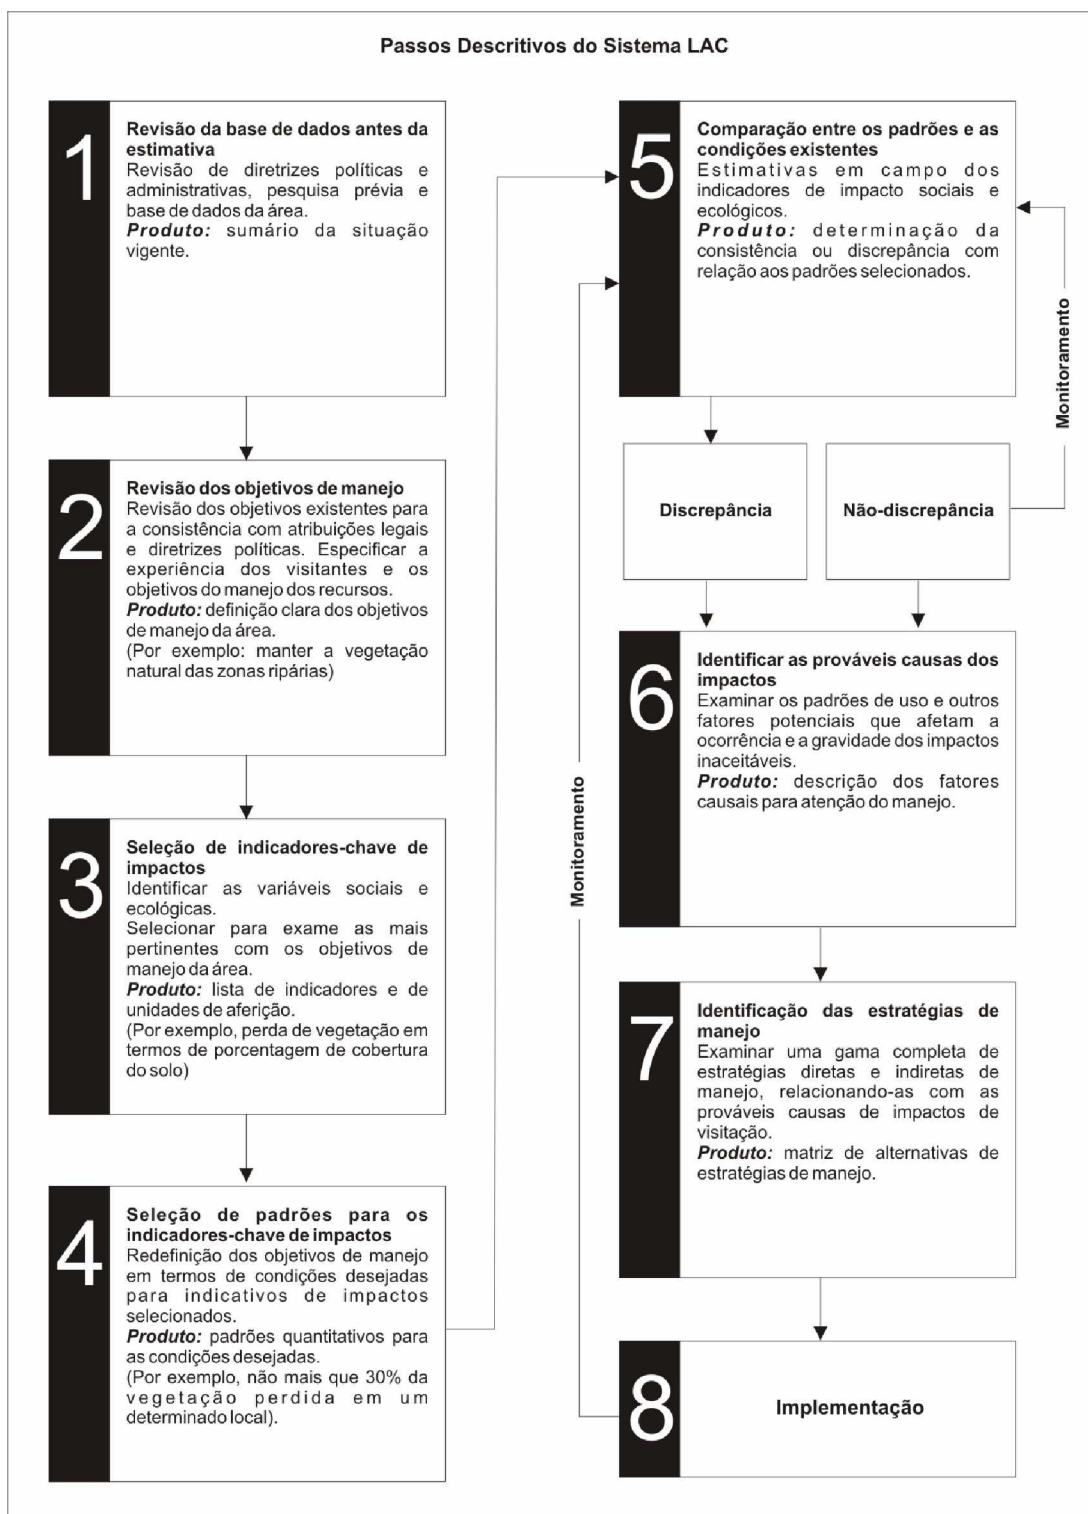 Passos Descritivos do Sistema LAC
1
Revisão da base de dados antes da
estimativa
Revisão de diretrizes políticas e
administrativas, pesquisa prévia e
base de dados da área.
Produto: sumário da situação
vigente.
2
Revisão dos objetivos de manejo
Revisão dos objetivos existentes para
a consistência com atribuições legais
e diretrizes políticas. Especificar a
experiência dos visitantes e os
objetivos do manejo dos recursos.
Produto: definição clara dos objetivos
de manejo da área.
(Por exemplo: manter a vegetação
natural das zonas ripárias)
3
Seleção de indicadores-chave de
impactos
Identificar as variáveis sociais e
ecológicas.
Selecionar para exame as mais
pertinentes com os objetivos de
manejo da área.
Produto: lista de indicadores e de
unidades de aferição.
(Por exemplo, perda de vegetação em
termos de porcentagem de cobertura
do solo)
4
Seleção de padrões para os
indicadores-chave de impactos
Redefinição dos objetivos de manejo
em termos de condições desejadas
para indicativos de impactos
selecionados.
Produto: padrões quantitativos para
as condições desejadas.
(Por exemplo, não mais que 30% da
vegetação perdida em um
determinado local).
5
Comparação entre os padrões e as
condições existentes
Estimativas em campo dos
indicadores de impacto sociais e
ecológicos.
Produto: determinação da
consistência ou discrepância com
relação aos padrões selecionados.
Monitoramento
Discrepância
Não-discrepância
6
Identificar as prováveis causas dos
impactos
Examinar os padrões de uso e outros
fatores potenciais que afetam a
ocorrência e a gravidade dos impactos
inaceitáveis.
Produto: descrição dos fatores
causais para atenção do manejo.
Monitoramento
7
Identificação das estratégias de
manejo
Examinar uma gama completa de
estratégias diretas e indiretas de
manejo, relacionando-as com as
prováveis causas de impactos de
visitação.
Produto: matriz de alternativas de
estratégias de manejo.
8
Implementação